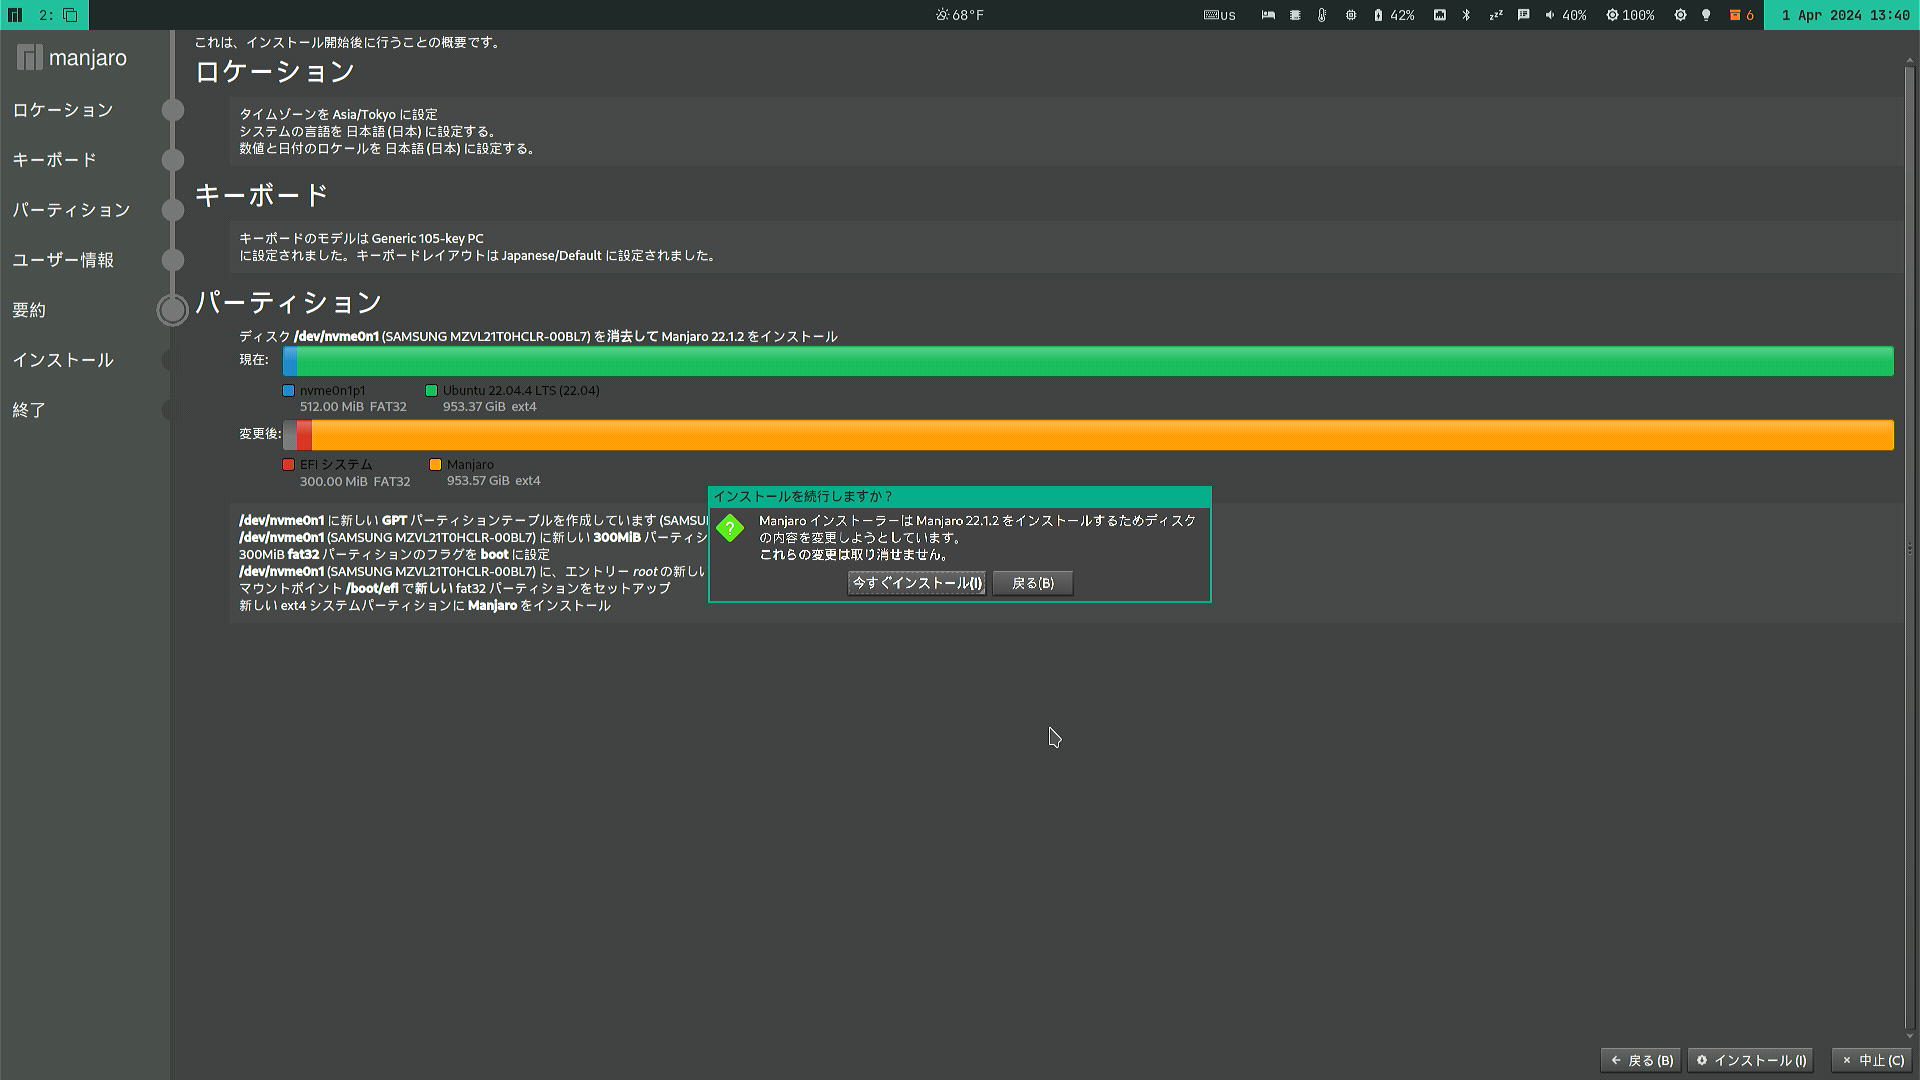 2:
68°F
us
42%
40%
100%
6
1 Apr 2024 13:40
manjaro
ロケーション
キーボード
パーティション
ユーザー情報
要約
インストール
終了
これは、インストール開始後に行うことの概要です。
ロケーション
タイムゾーンを Asia/Tokyo に設定
システムの言語を 日本語 (日本) に設定する。
数値と日付のロケールを 日本語 (日本) に設定する。
キーボード
キーボードのモデルは Generic 105-key PC
に設定されました。キーボードレイアウトは Japanese/Default に設定されました。
パーティション
ディスク /dev/nvme0n1 (SAMSUNG MZVL21T0HCLR-00BL7) を消去して Manjaro 22.1.2 をインストール
現在:
nvme0n1p1
512.00 MiB FAT32
Ubuntu 22.04.4 LTS (22.04)
953.37 GiB ext4
変更後:
EFI システム
300.00 MiB FAT32
Manjaro
953.57 GiB ext4
/dev/nvme0n1 に新しい GPT パーティションテーブルを作成しています (SAMSU
/dev/nvme0n1 (SAMSUNG MZVL21T0HCLR-00BL7) に新しい 300MiB パーティシ
300MiB fat32 パーティションのフラグを boot に設定
/dev/nvme0n1 (SAMSUNG MZVL21T0HCLR-00BL7) に、エントリー root の新し
マウントポイント /boot/efi で新しい fat32 パーティションをセットアップ
新しい ext4 システムパーティションに Manjaro をインストール
インストールを続行しますか？
Manjaro インストーラーは Manjaro 22.1.2 をインストールするためディスク
の内容を変更しようとしています。
これらの変更は取り消せません。
今すぐインストール(I)
戻る(B)
戻る (B)
インストール (I)
中止 (C)